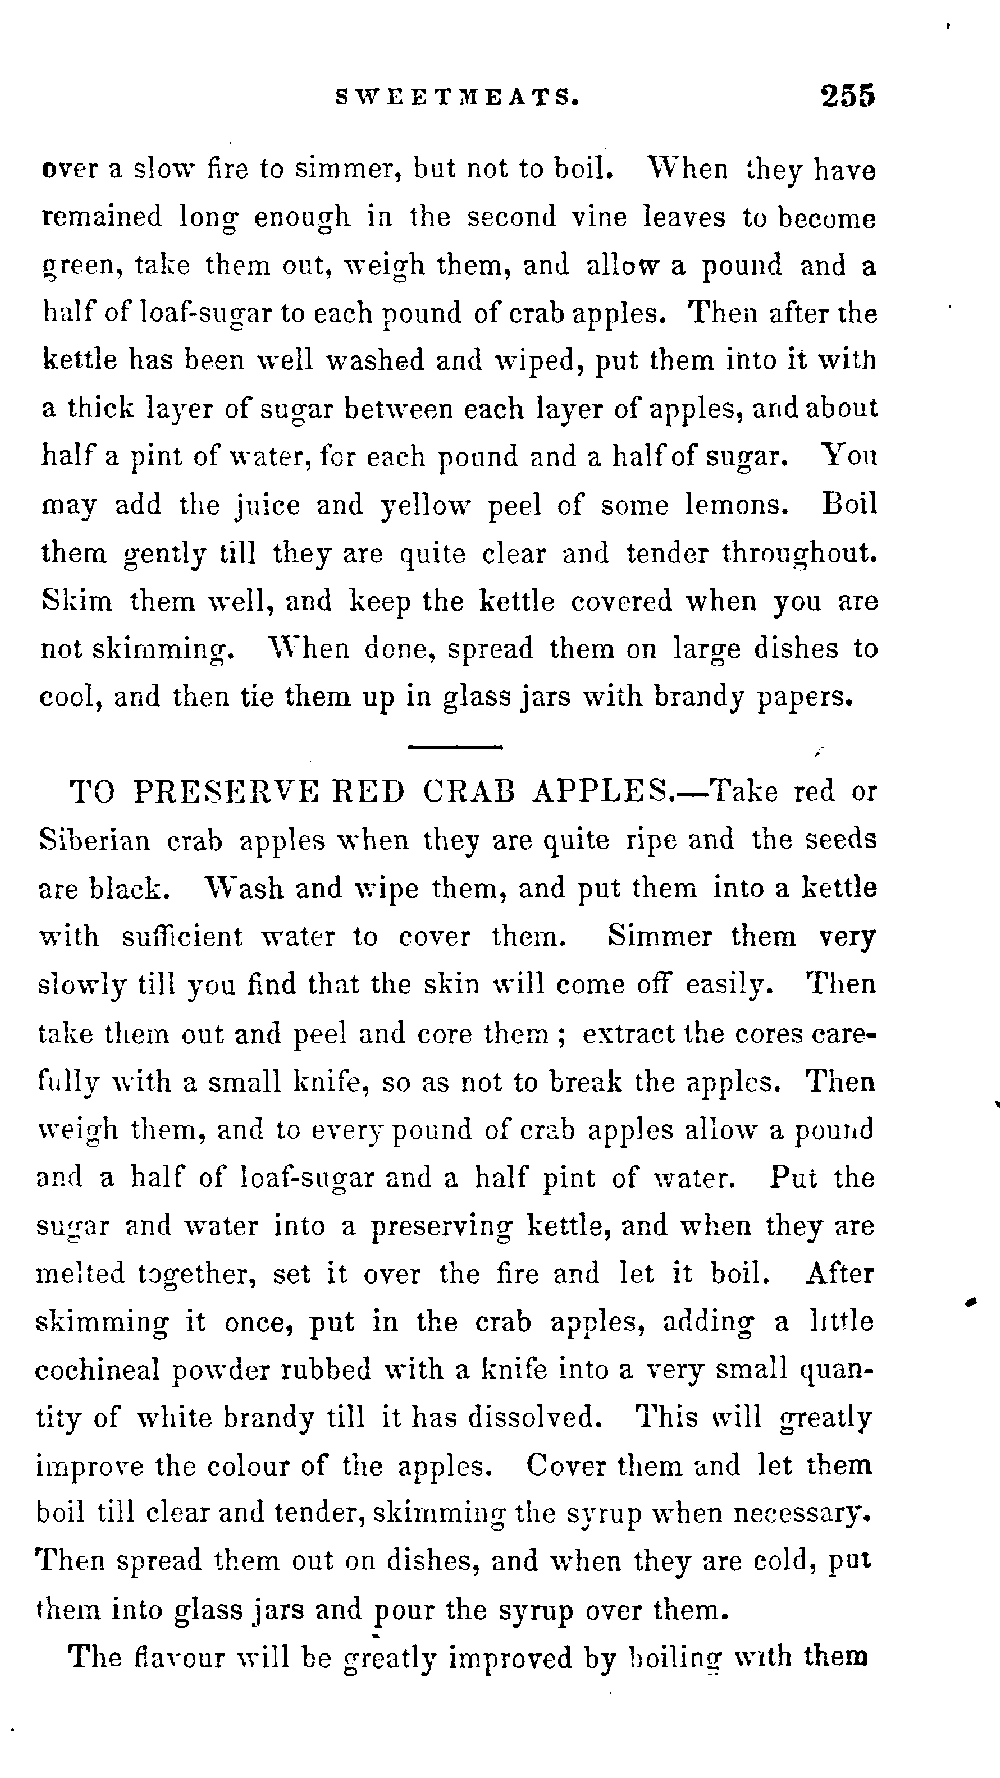 SWEETMEATS. 255
over a slow fire to simmer, but not to boil. When they have
remained long enough in the second vine leaves to become
green, take them out, weigh them, and allow a pound and a
half of loaf-sugar to each pound of crab apples. Then after the
kettle has been well washed and wiped, put them into it with
a thick layer of sugar between each layer of apples, and about
half a pint of water, for each pound and a half of sugar. You
may add the juice and yellow peel of some lemons. Boil
them gently till they are quite clear and tender throughout.
Skim them well, and keep the kettle covered when you are
not skimming. When done, spread them on large dishes to
cool, and then tie them up in glass jars with brandy papers.
TO PRESERVE RED CRAB APPLES.—Take red or
Siberian crab apples when they are quite ripe and the seeds
are black. Wash and wipe them, and put them into a kettle
with sufficient water to cover them. Simmer them very
slowly till you find that the skin will come off easily. Then
take them out and peel and core them ; extract the cores care-
fully with a small knife, so as not to break the apples. Then
weigh them, and to every pound of crab apples allow a pound
and a half of loaf-sugar and a half pint of water. Put the
sugar and water into a preserving kettle, and when they are
melted together, set it over the fire and let it boil. After
skimming it once, put in the crab apples, adding a little
cochineal powder rubbed with a knife into a very small quan-
tity of white brandy till it has dissolved. This will greatly
improve the colour of the apples. Cover them and let them
boil till clear and tender, skimming the syrup when necessary.
Then spread them out on dishes, and when they are cold, put
them into glass jars and pour the syrup over them.
The flavour will be greatly improved by boiling with them